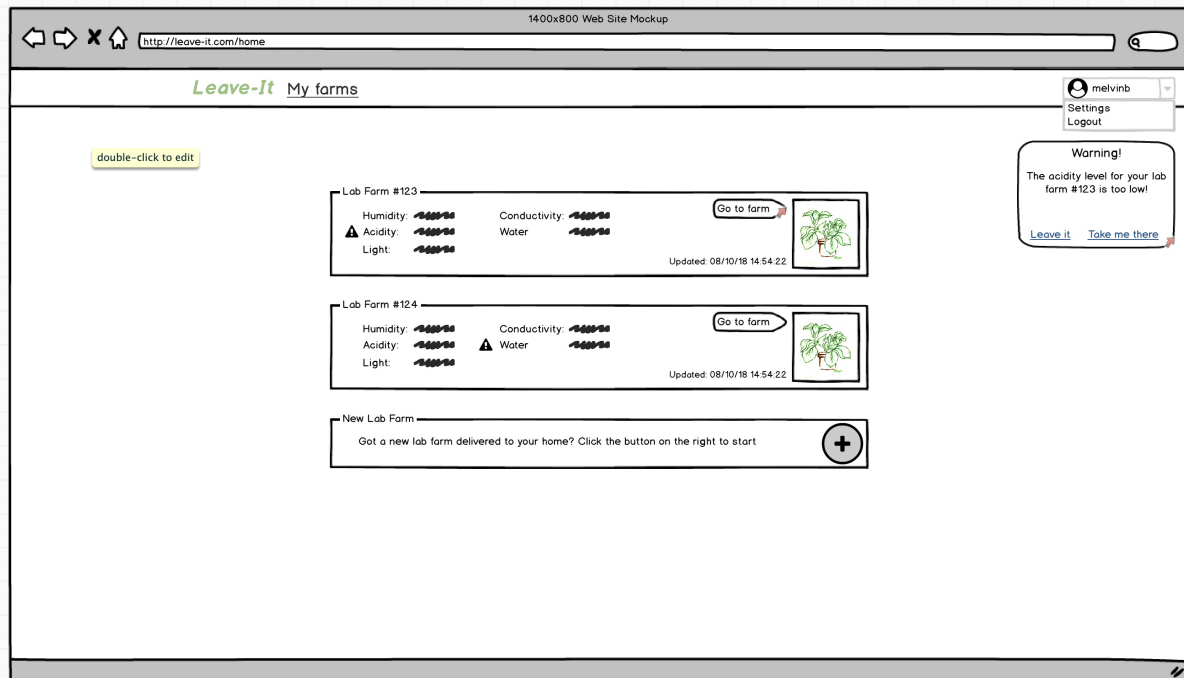 1400x800 Web Site Mockup
http://leave-it.com/home
Leave-It My farms
melvinb
Settings
Logout
double-click to edit
Warning!
The acidity level for your lab
farm #123 is too low!
Leave it Take me there
Lab Farm #123
Humidity: Conductivity: Go to farm
Acidity: Water
Light:
Updated: 08/10/18 14:54:22
Lab Farm #124
Humidity: Conductivity: Go to farm
Acidity: Water
Light:
Updated: 08/10/18 14:54:22
New Lab Farm
Got a new lab farm delivered to your home? Click the button on the right to start